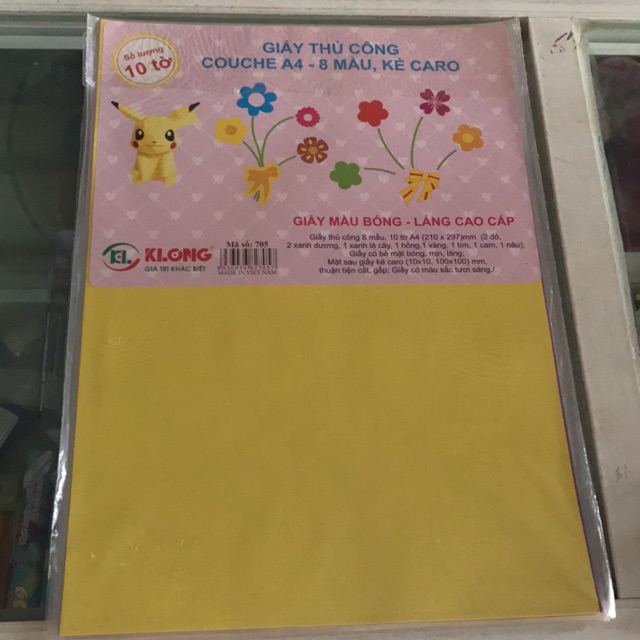 Số lượng
10 tờ
GIẤY THỦ CÔNG
COUCHE A4 - 8 MÀU, KẺ CARO
GIẤY MÀU BÓNG - LÁNG CAO CẤP
KL
KLONG
GIÁ TRỊ KHÁC BIỆT
Mã số: 705
MADE IN VIET NAM
Giấy thủ công 8 mầu, 10 tờ A4 (210 x 297)mm (2 đỏ,
2 xanh dương, 1 xanh lá cây, 1 hồng,1 vàng, 1 tím, 1 cam, 1 nâu);
Giấy có bề mặt bóng, mịn, láng;
Mặt sau giấy kẻ caro (10x10, 100x100) mm,
thuận tiện cắt, gấp; Giấy có màu sắc tươi sáng./